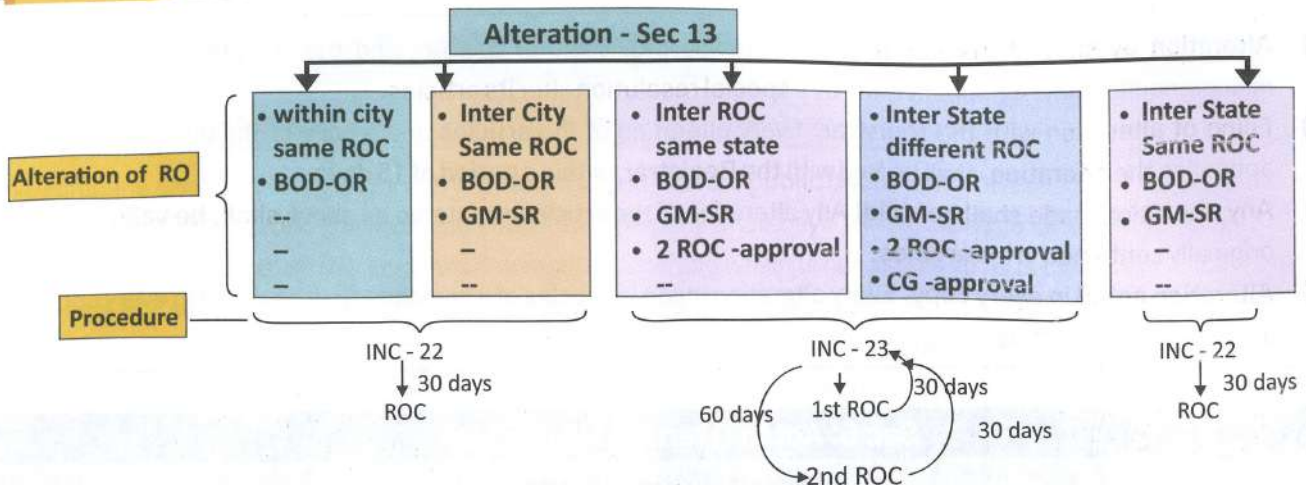 Alteration - Sec 13
Alteration of RO
• within city
same ROC
• BOD-OR
--
–
–
• Inter City
Same ROC
• BOD-OR
• GM-SR
–
--
• Inter ROC
same state
• BOD-OR
• GM-SR
• 2 ROC -approval
• Inter State
different ROC
• BOD-OR
• GM-SR
• 2 ROC -approval
• CG -approval
• Inter State
Same ROC
• BOD-OR
• GM-SR
--
--
Procedure
INC - 22
30 days
ROC
INC - 23
30 days
60 days
1st ROC
30 days
2nd ROC
INC - 22
30 days
ROC